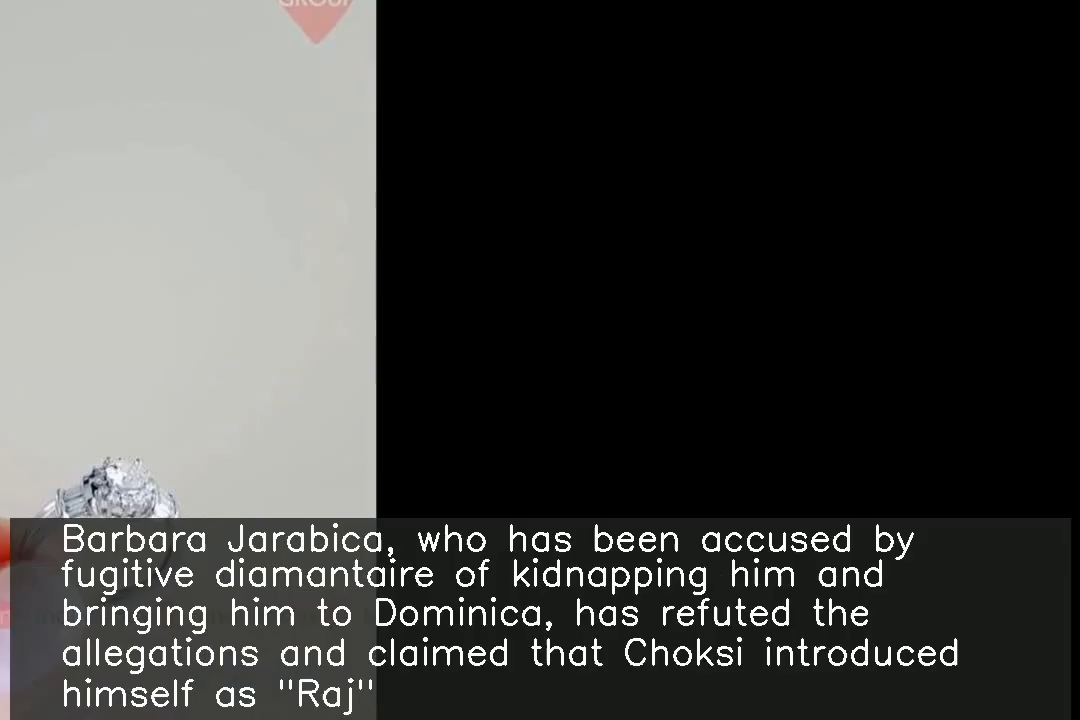 GROUP
Barbara Jarabica, who has been accused by
fugitive diamantaire of kidnapping him and
bringing him to Dominica, has refuted the
allegations and claimed that Choksi introduced
himself as "Raj"